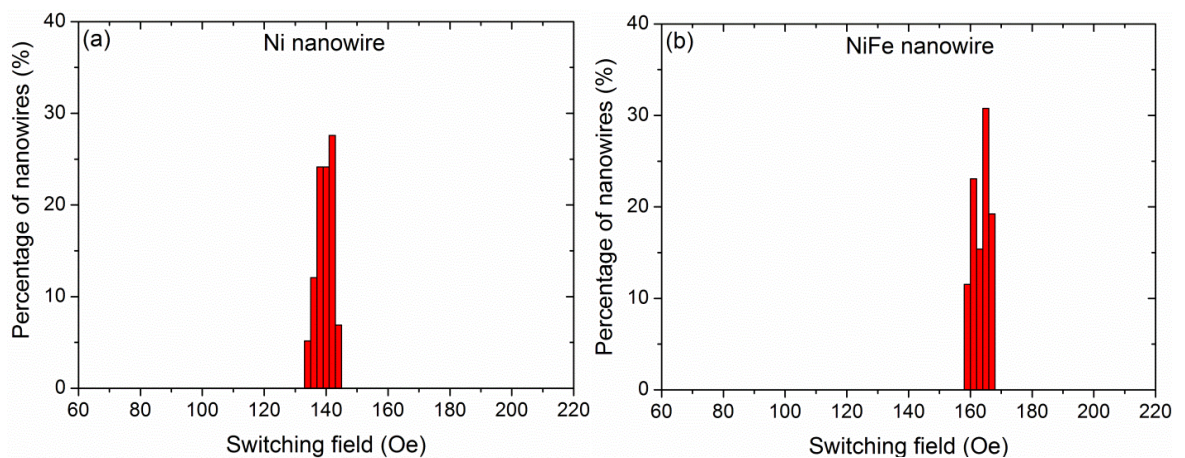 (a)
Ni nanowire
Percentage of nanowires (%)
40
30
20
10
0
60 80 100 120 140 160 180 200 220
Switching field (Oe)
(b)
NiFe nanowire
Percentage of nanowires (%)
40
30
20
10
0
60 80 100 120 140 160 180 200 220
Switching field (Oe)